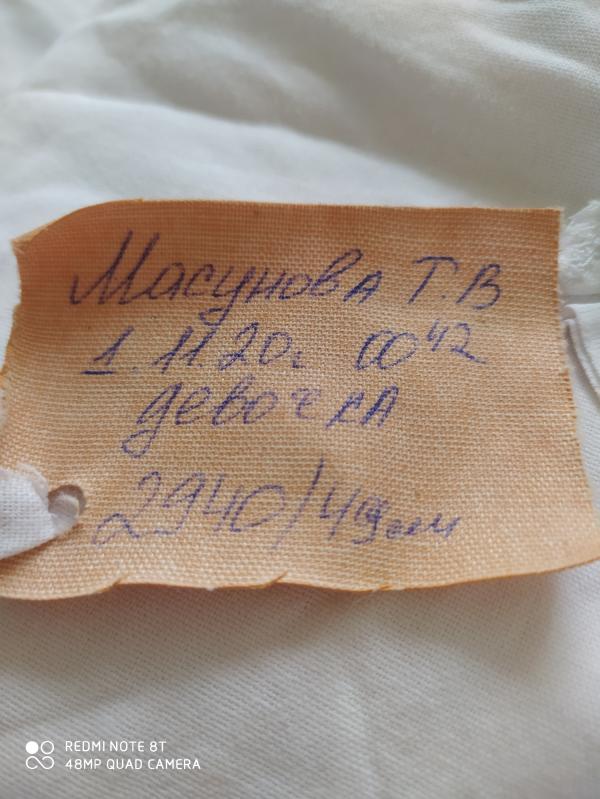 Масунова Т.В
1.11.20г 00⁴²
девочка
2940/49см
REDMI NOTE 8T
48MP QUAD CAMERA